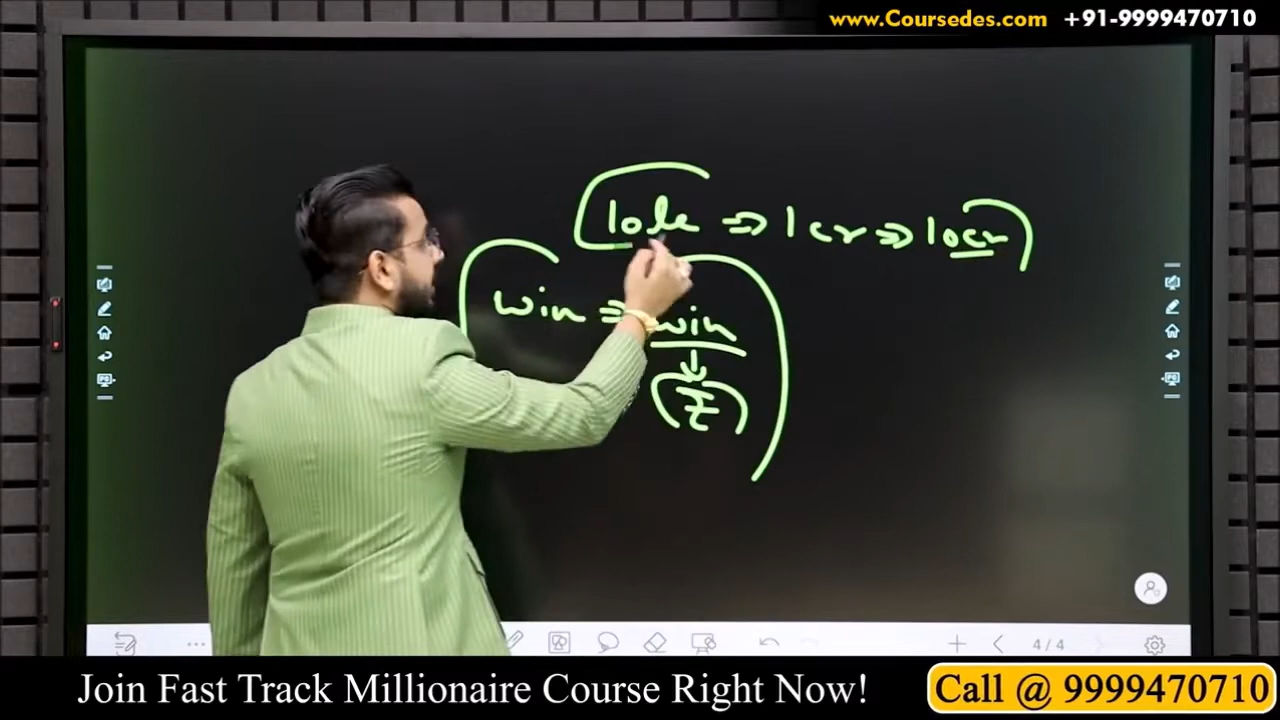 www.Coursedes.com +91-9999470710
10lk ⇒ 1cr ⇒ 10cr
win ⇒ win
↓
(₹)
4/4
Join Fast Track Millionaire Course Right Now!
Call @ 9999470710